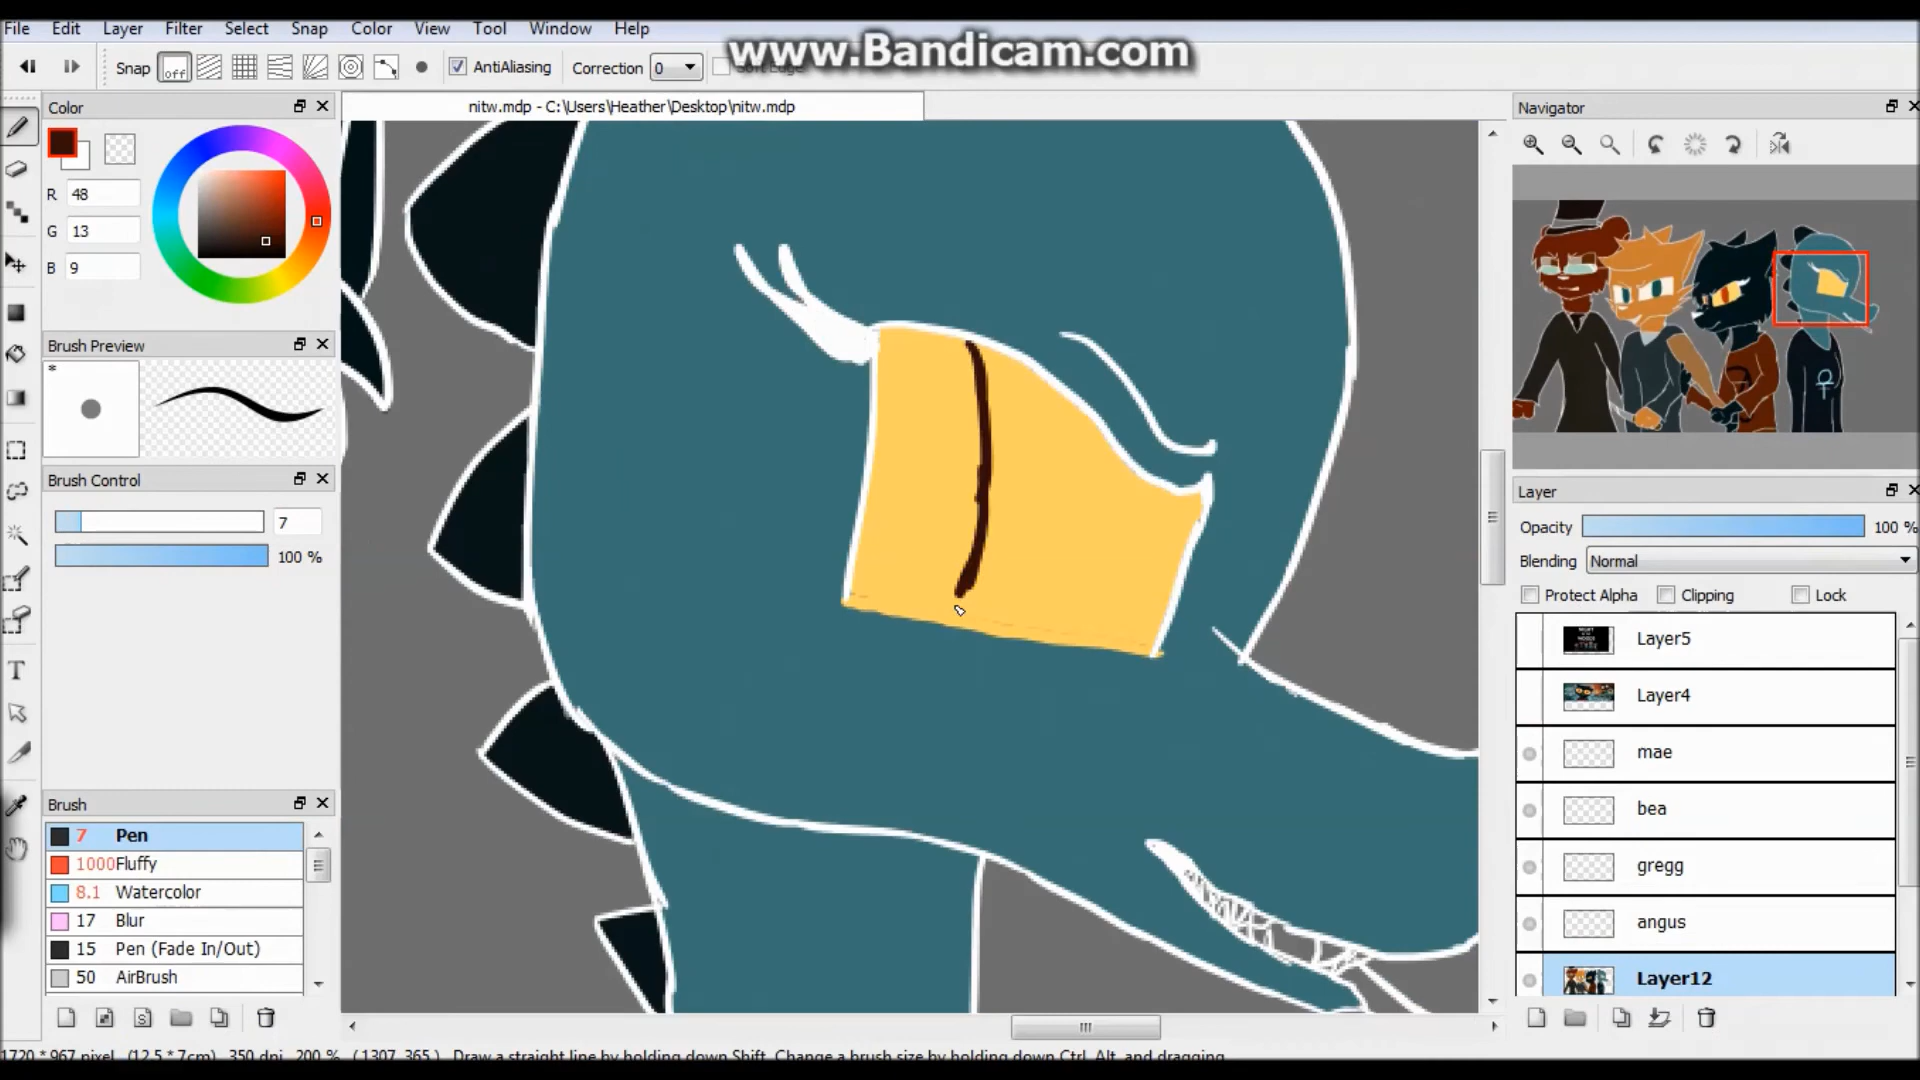 File Edit Layer Filter Select Snap Color View Tool Window Help
www.Bandicam.com
Snap off AntiAliasing Correction 0 Soft Edge
Color
nitw.mdp - C:\Users\Heather\Desktop\nitw.mdp
Navigator
R 48
G 13
B 9
Brush Preview
*
Brush Control
7
100 %
Layer
Opacity 100 %
Blending Normal
Protect Alpha Clipping Lock
Layer5
Layer4
mae
bea
gregg
angus
Layer12
Brush
7 Pen
1000 Fluffy
8.1 Watercolor
17 Blur
15 Pen (Fade In/Out)
50 AirBrush
1720 * 967 pixel (12.5 * 7cm) 350 dpi 200 % (1307, 365) Draw a straight line by holding down Shift, Change a brush size by holding down Ctrl, Alt, and dragging